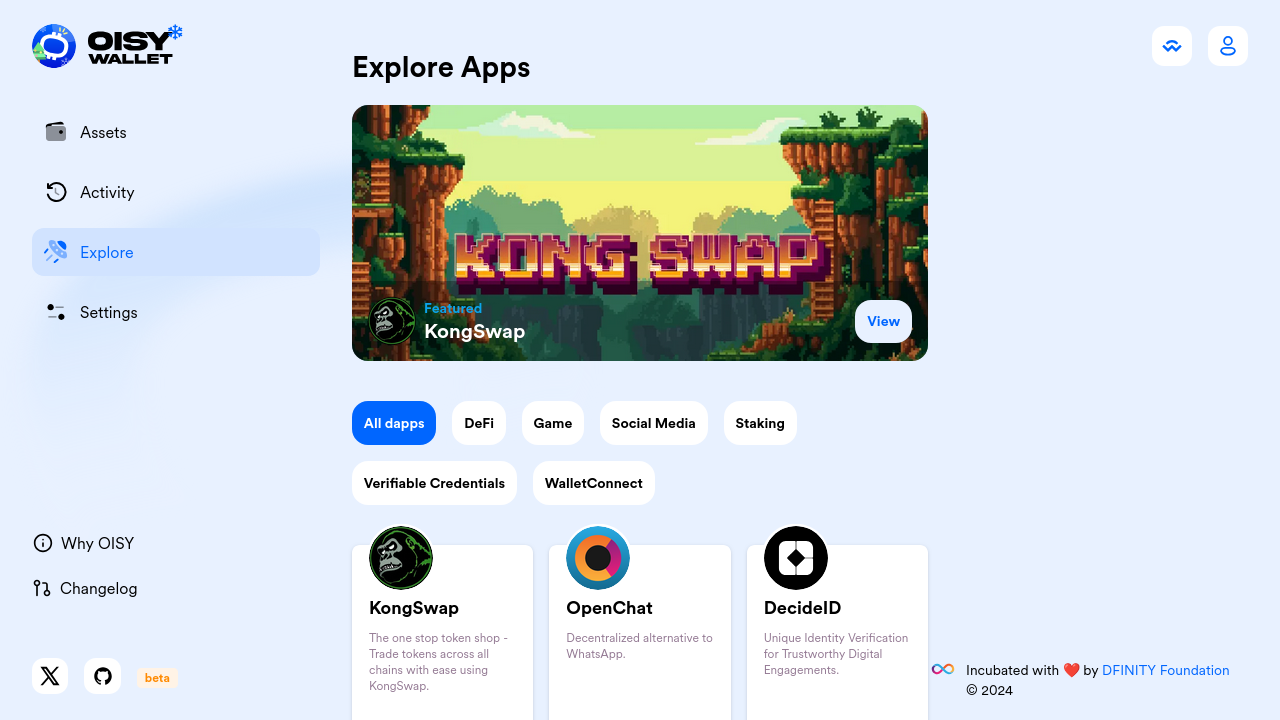 OISY
WALLET
Assets
Activity
Explore
Settings
Why OISY
Changelog
beta
Explore Apps
KONG SWAP
Featured
KongSwap
View
All dapps
DeFi
Game
Social Media
Staking
Verifiable Credentials
WalletConnect
KongSwap
The one stop token shop -
Trade tokens across all
chains with ease using
KongSwap.
OpenChat
Decentralized alternative to
WhatsApp.
DecideID
Unique Identity Verification
for Trustworthy Digital
Engagements.
Incubated with ❤️ by DFINITY Foundation
© 2024